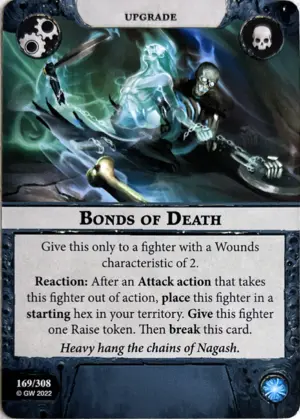 UPGRADE
BONDS OF DEATH
Give this only to a fighter with a Wounds
characteristic of 2.
Reaction: After an Attack action that takes
this fighter out of action, place this fighter in a
starting hex in your territory. Give this fighter
one Raise token. Then break this card.
Heavy hang the chains of Nagash.
169/308
© GW 2022